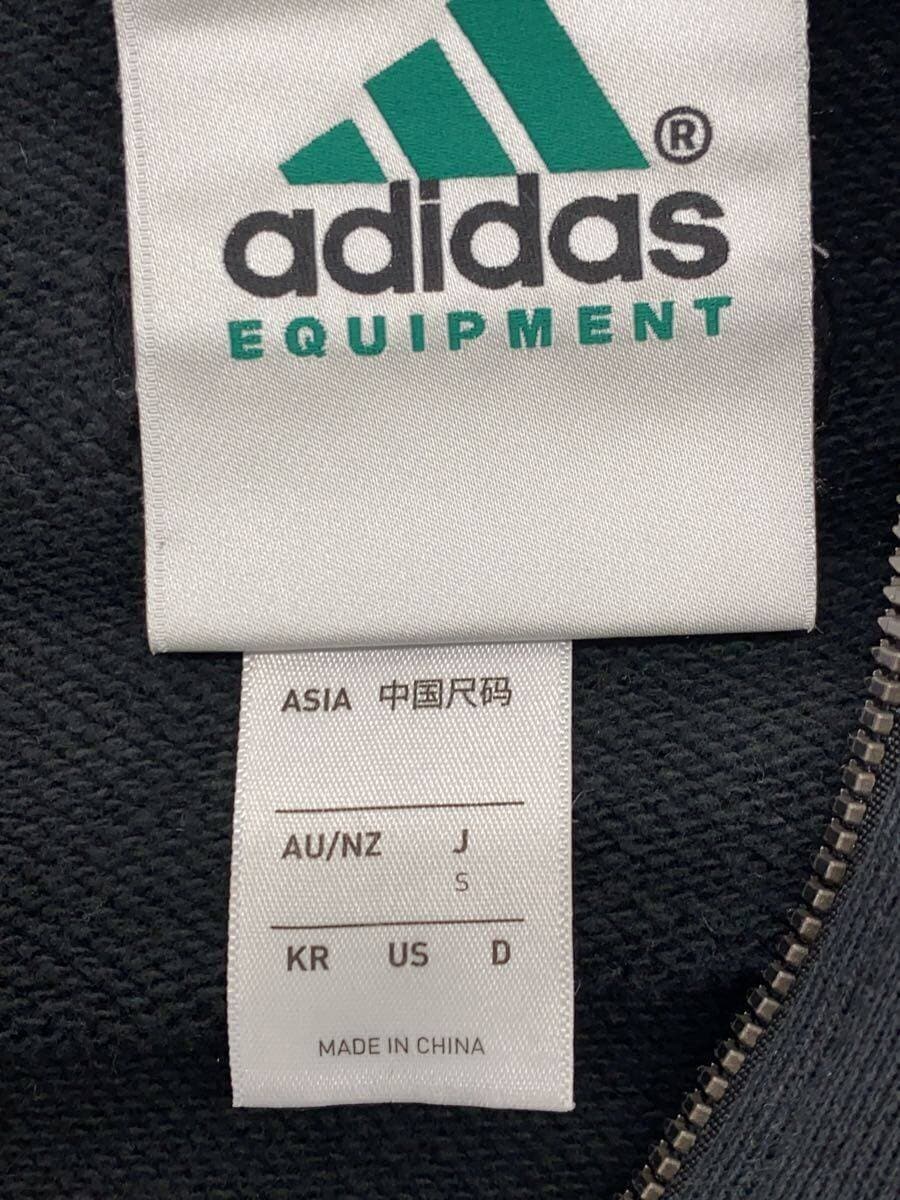 ®
adidas
EQUIPMENT
ASIA 中国尺码
AU/NZ J
S
KR US D
MADE IN CHINA